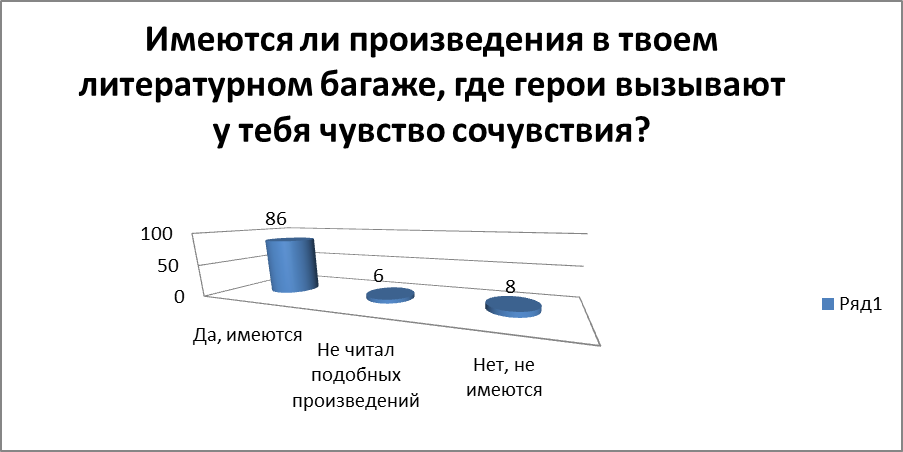 Имеются ли произведения в твоем
литературном багаже, где герои вызывают
у тебя чувство сочувствия?
86
100
50
0
6
8
Ряд1
Да, имеются
Не читал
подобных
произведений
Нет, не
имеются